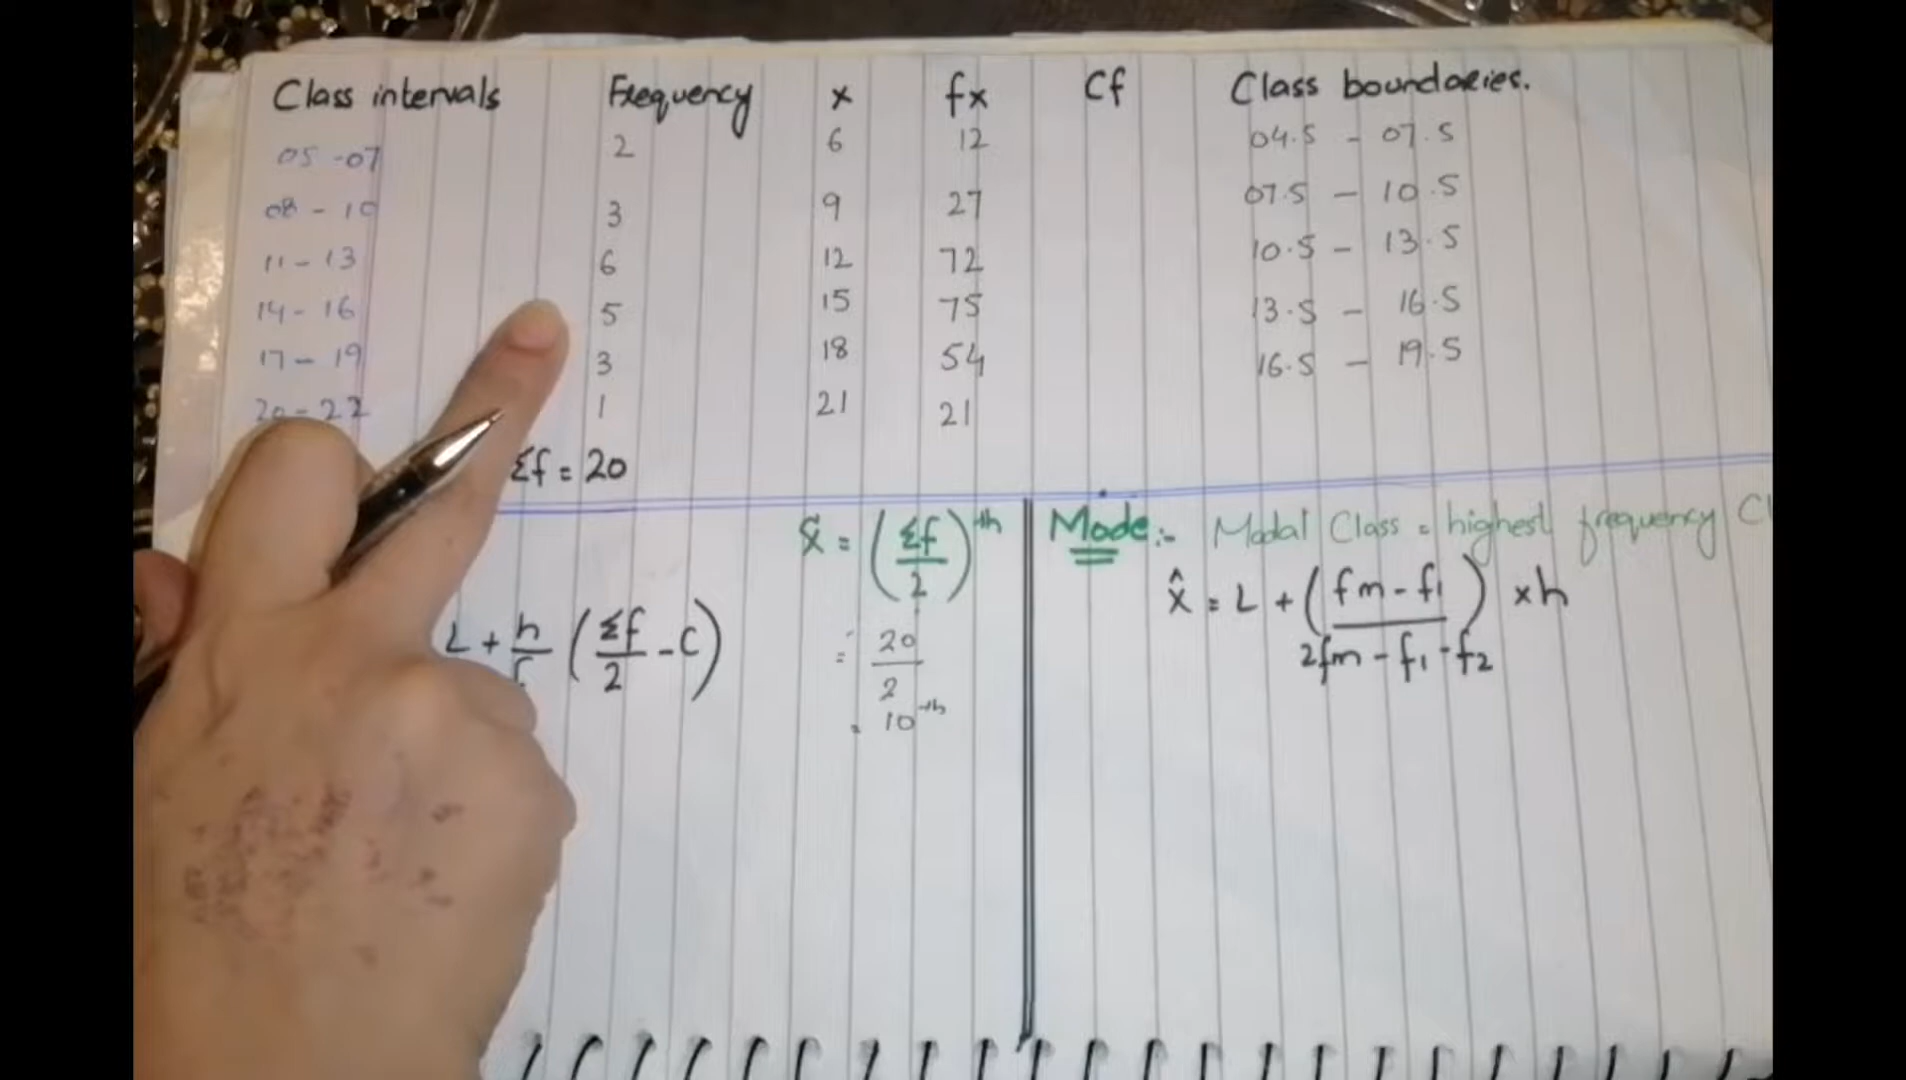 Class intervals Frequency x fx Cf Class boundaries.
05 - 07 2 6 12 04.5 - 07.5
08 - 10 3 9 27 07.5 - 10.5
11 - 13 6 12 72 10.5 - 13.5
14 - 16 5 15 75 13.5 - 16.5
17 - 19 3 18 54 16.5 - 19.5
20 - 22 1 21 21
Σf = 20
x̃ = (Σf/2)th
= 20/2
= 10th
L + h/f (Σf/2 - C)
Mode:- Modal Class = highest frequency Cl
x̂ = L + (fm - f1 / 2fm - f1 - f2) × h